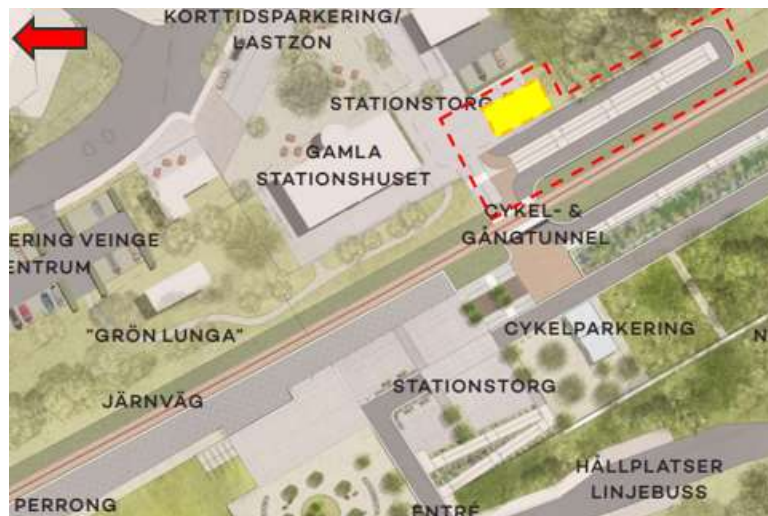 KORTTIDSPARKERING/
LASTZON
STATIONSTORG
GAMLA
STATIONSHUSET
CYKEL- &
GÅNGTUNNEL
ERING VEINGE
ENTRUM
"GRÖN LUNGA"
CYKELPARKERING
JÄRNVÄG
STATIONSTORG
HÅLLPLATSER
LINJEBUSS
PERRONG
ENTRÉ